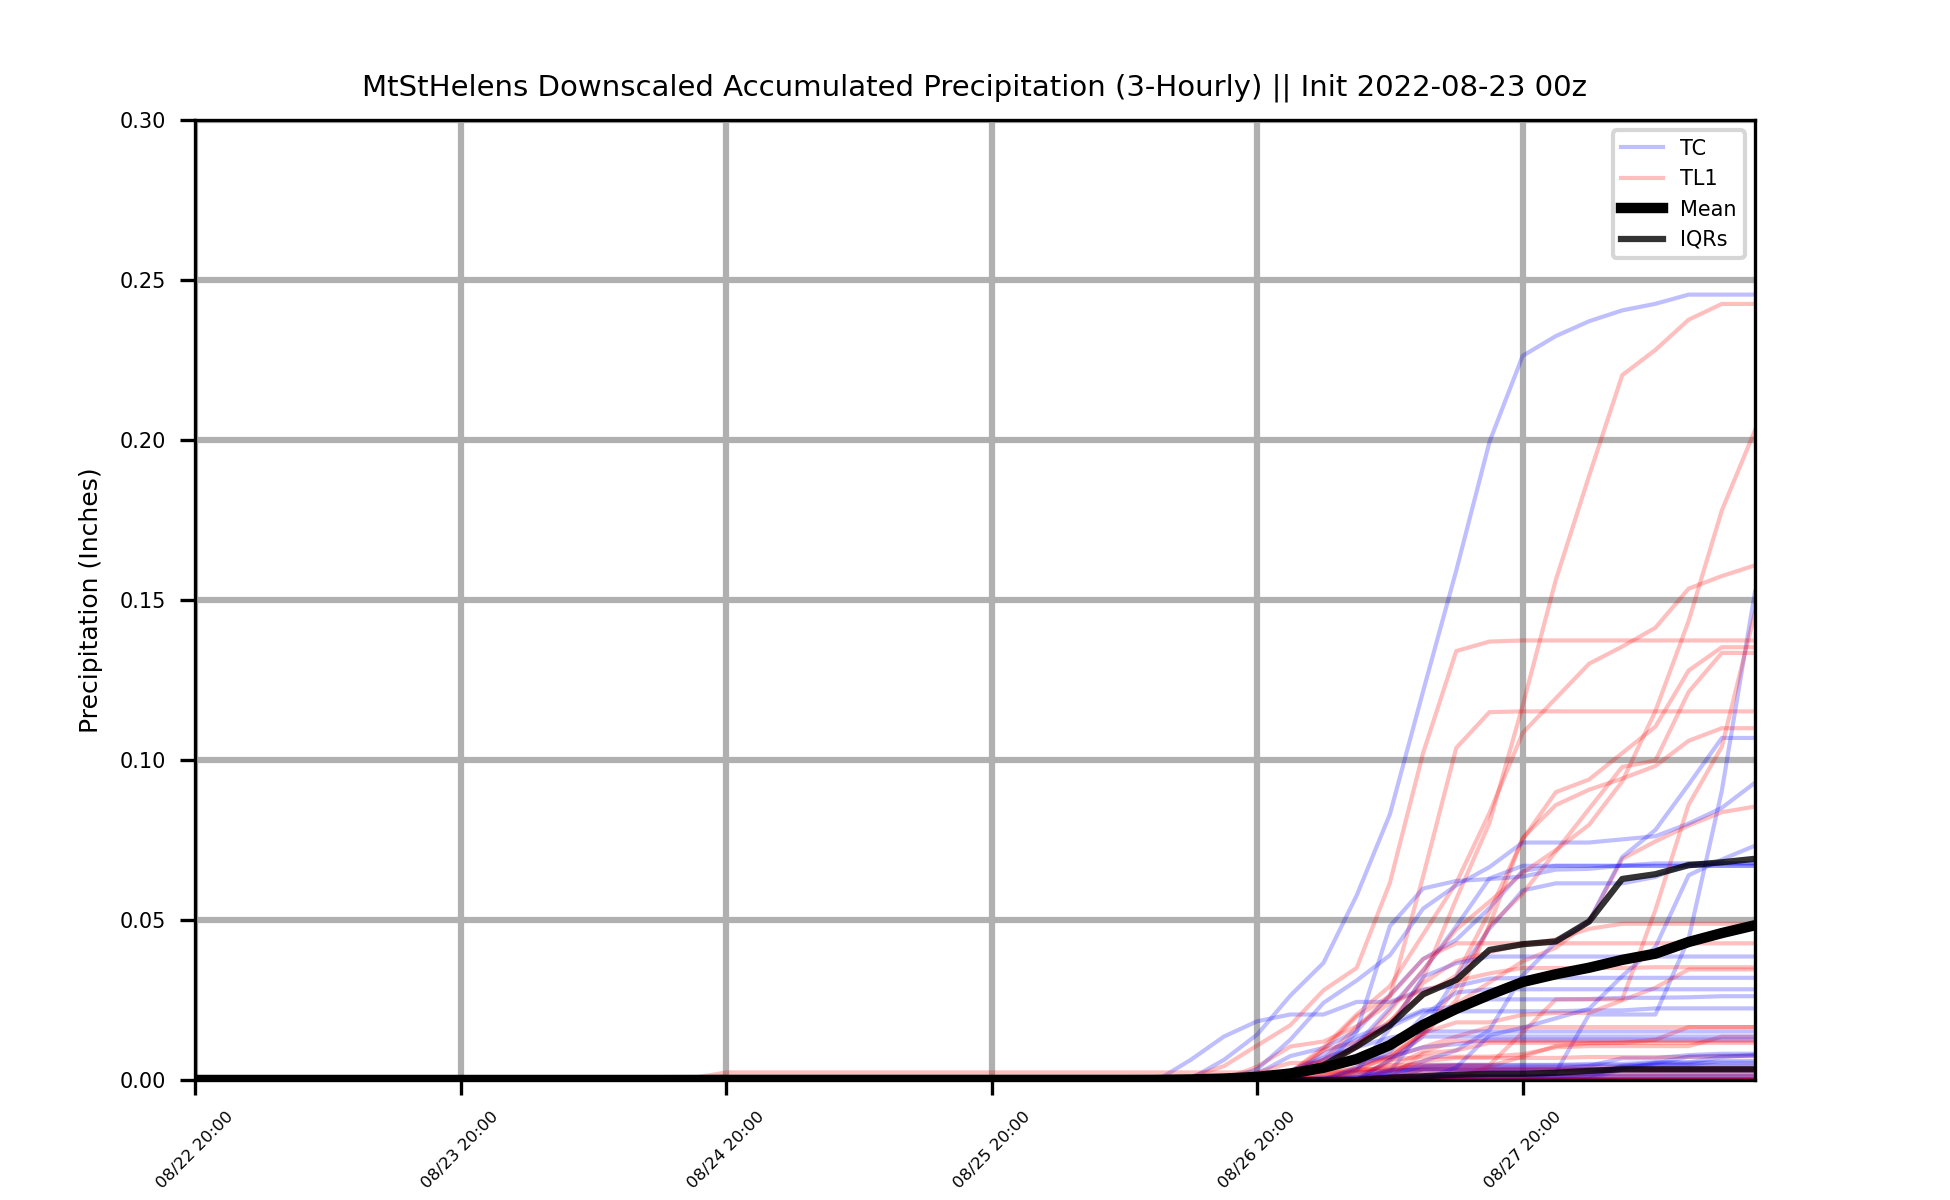 MtStHelens Downscaled Accumulated Precipitation (3-Hourly) || Init 2022-08-23 00z
0.30
0.25
0.20
0.15
0.10
0.05
0.00
Precipitation (Inches)
TC
TL1
Mean
IQRs
08/22 20:00
08/23 20:00
08/24 20:00
08/25 20:00
08/26 20:00
08/27 20:00